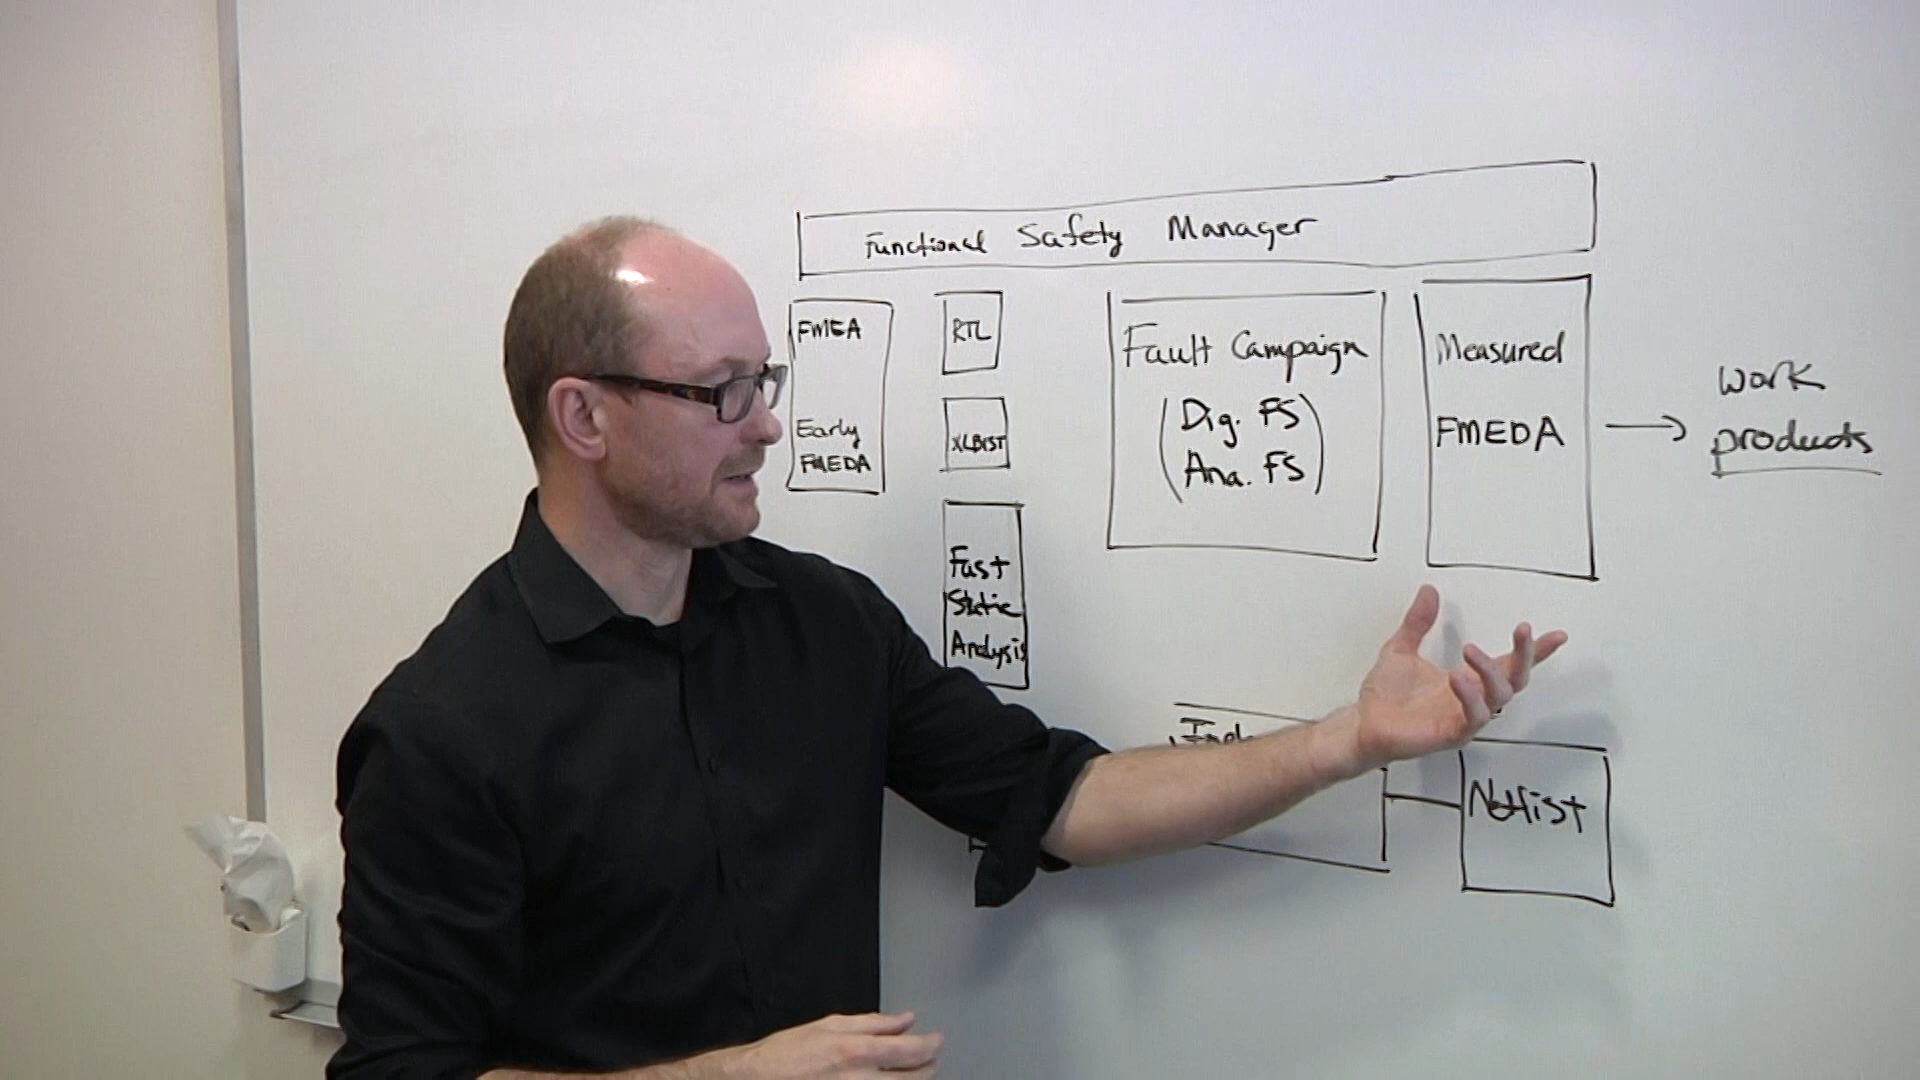 Functional Safety Manager
FMEA
Early
FMEDA
RTL
XLBIST
Fast
Static
Analysis
Fault Campaign
(Dig. FS
Ana. FS)
Measured
FMEDA
work
products
Netlist